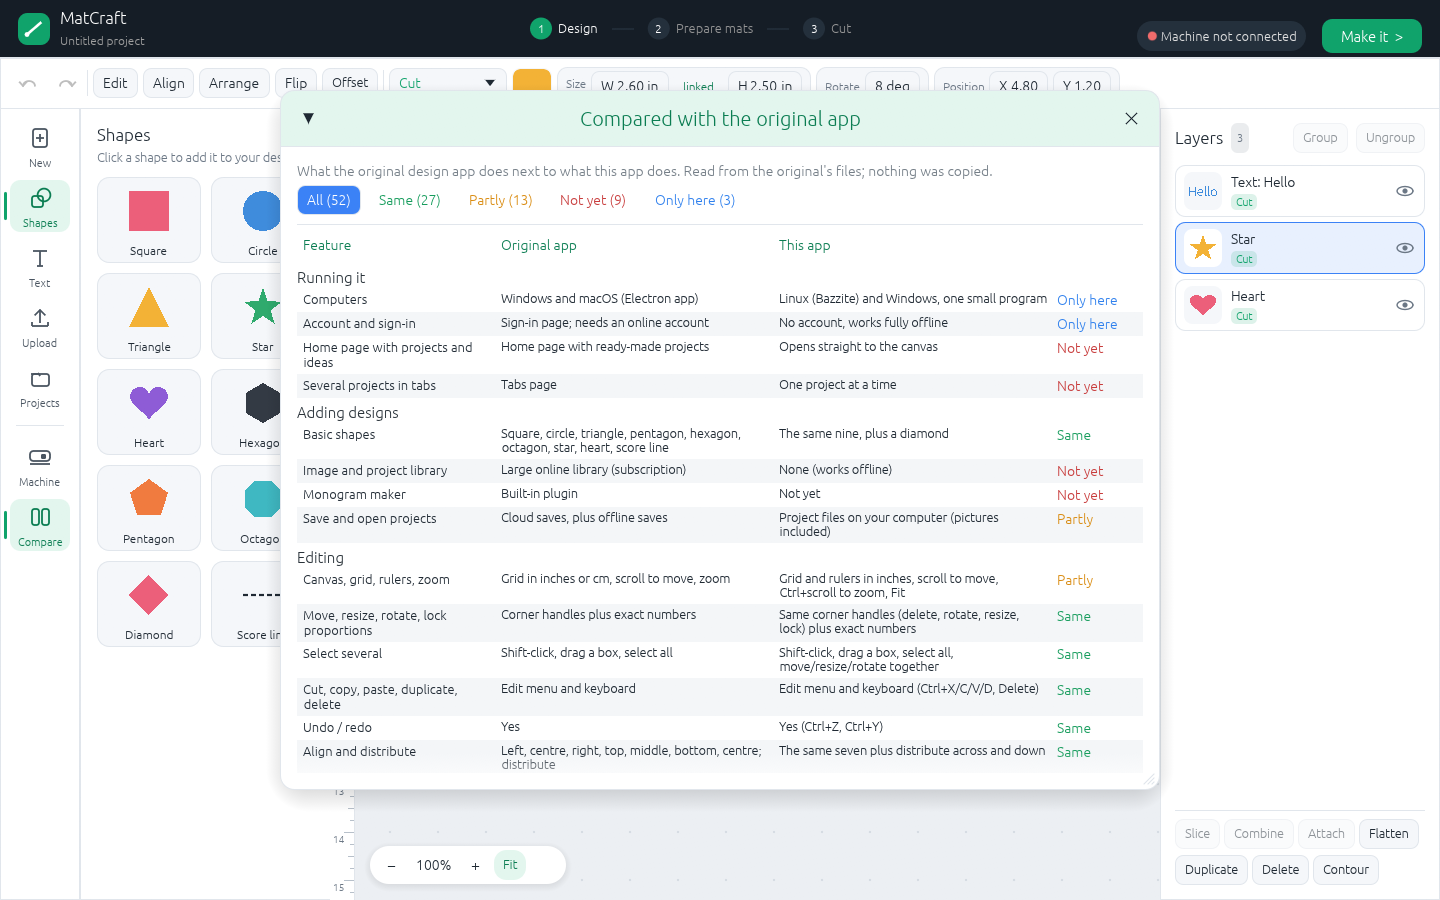 MatCraft
Untitled project
1 Design
2 Prepare mats
3 Cut
Machine not connected
Make it >
Edit
Align
Arrange
Flip
Offset
Cut
Size
W 2.60 in
linked
H 2.50 in
Rotate
8 deg
Position
X 4.80
Y 1.20
New
Shapes
Text
Upload
Projects
Machine
Compare
Shapes
Click a shape to add it to your
Square
Circle
Triangle
Star
Heart
Pentagon
Diamond
Compared with the original app
What the original design app does next to what this app does. Read from the original's files; nothing was copied.
All (52)
Same (27)
Partly (13)
Not yet (9)
Only here (3)
Feature
Original app
This app
Running it
Computers
Windows and macOS (Electron app)
Linux (Bazzite) and Windows, one small program
Only here
Account and sign-in
Sign-in page; needs an online account
No account, works fully offline
Only here
Home page with projects and
ideas
Home page with ready-made projects
Opens straight to the canvas
Not yet
Several projects in tabs
Tabs page
One project at a time
Not yet
Adding designs
Basic shapes
Square, circle, triangle, pentagon, hexagon,
octagon, star, heart, score line
The same nine, plus a diamond
Same
Image and project library
Large online library (subscription)
None (works offline)
Not yet
Monogram maker
Built-in plugin
Not yet
Not yet
Save and open projects
Cloud saves, plus offline saves
Project files on your computer (pictures
included)
Partly
Editing
Canvas, grid, rulers, zoom
Grid in inches or cm, scroll to move, zoom
Grid and rulers in inches, scroll to move,
Ctrl+scroll to zoom, Fit
Partly
Move, resize, rotate, lock
proportions
Corner handles plus exact numbers
Same corner handles (delete, rotate, resize,
lock) plus exact numbers
Same
Select several
Shift-click, drag a box, select all
Shift-click, drag a box, select all,
move/resize/rotate together
Same
Cut, copy, paste, duplicate,
delete
Edit menu and keyboard
Edit menu and keyboard (Ctrl+X/C/V/D, Delete)
Same
Undo / redo
Yes
Yes (Ctrl+Z, Ctrl+Y)
Same
Align and distribute
Left, centre, right, top, middle, bottom, centre;
distribute
The same seven plus distribute across and down
Same
13
14
15
− 100% + Fit
Layers 3
Group
Ungroup
Hello
Text: Hello
Cut
Star
Cut
Heart
Cut
Slice
Combine
Attach
Flatten
Duplicate
Delete
Contour